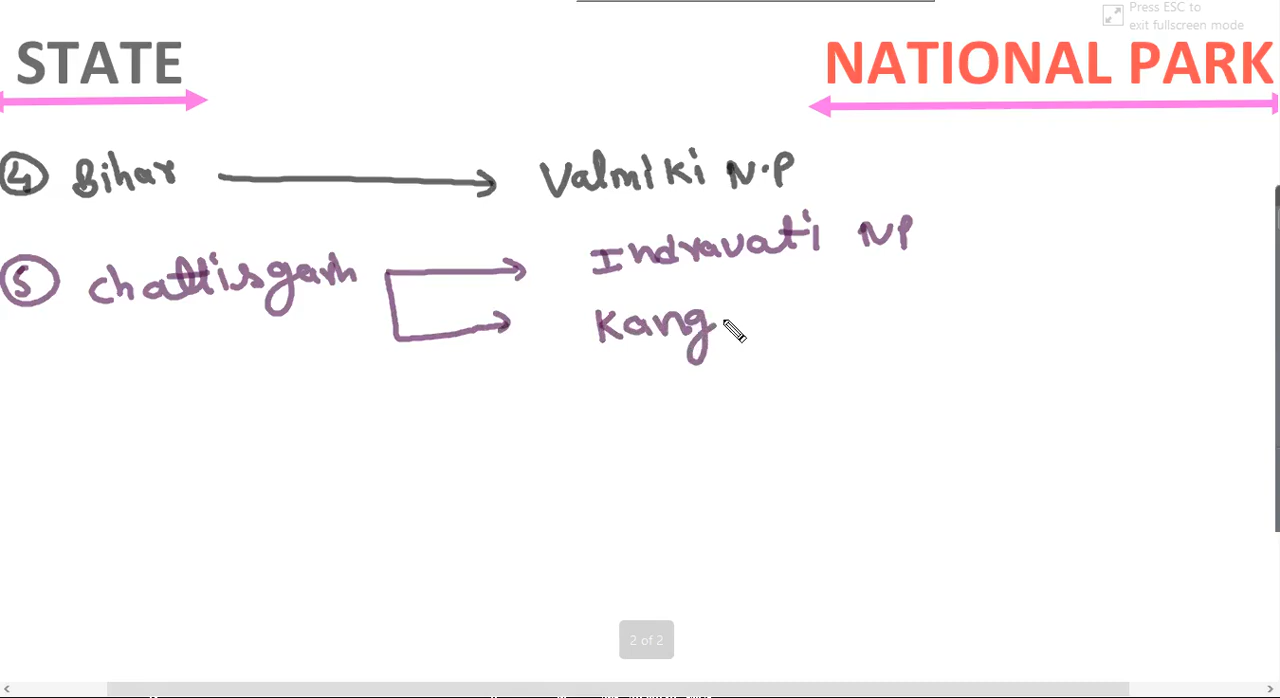 Press ESC to
exit fullscreen mode
STATE NATIONAL PARK
4 Bihar Valmiki N.P
5 Chattisgarh Indravati NP
Kang
2 of 2